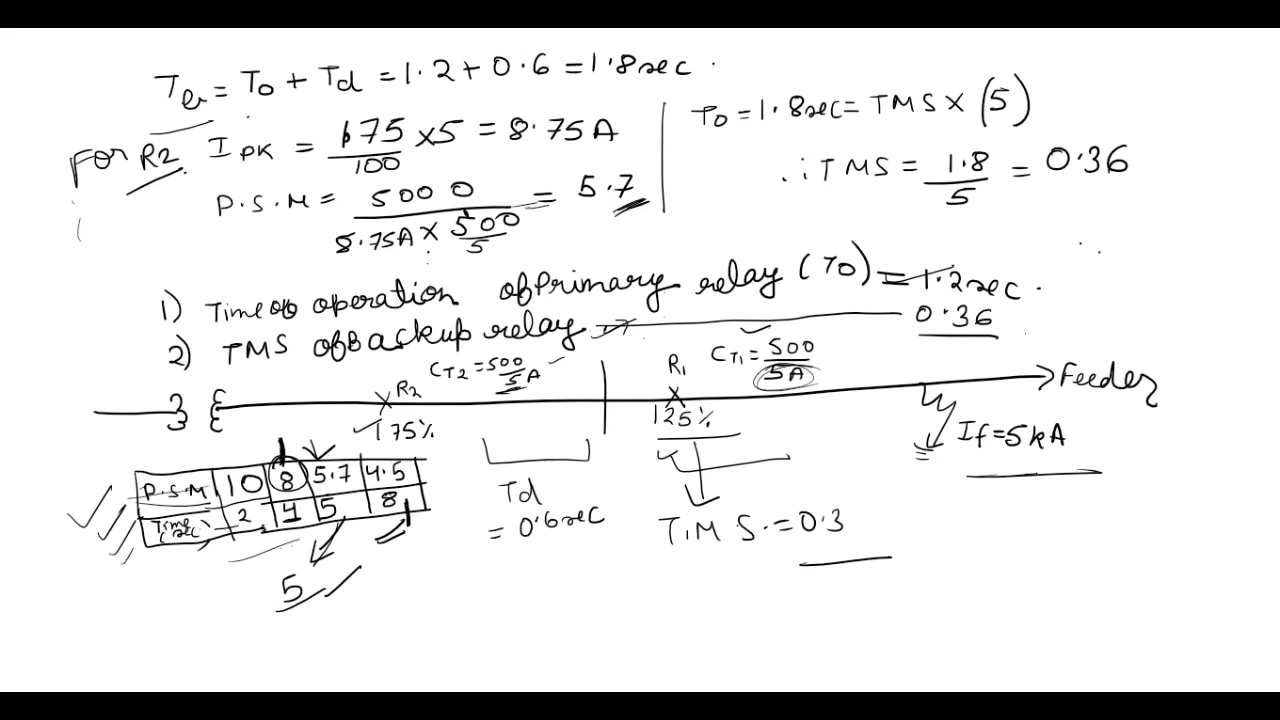 Tb = To + Td = 1.2 + 0.6 = 1.8 sec.
For R2 IPK = 175/100 × 5 = 8.75A
P.S.M = 5000/(8.75A × 500/5) = 5.7
To = 1.8 sec = TMS × (5)
∴ TMS = 1.8/5 = 0.36
1) Time of operation of Primary relay (To) = 1.2 sec.
2) TMS of Backup relay → 0.36
CT2 = 500/5A
R1 CT1 = 500/5A
R2
Feeder
175%
125%
If = 5kA
P.S.M 10 8 5.7 4.5
Time (sec) 2 4 5 8
Td
= 0.6 sec
T.M.S. = 0.3
5